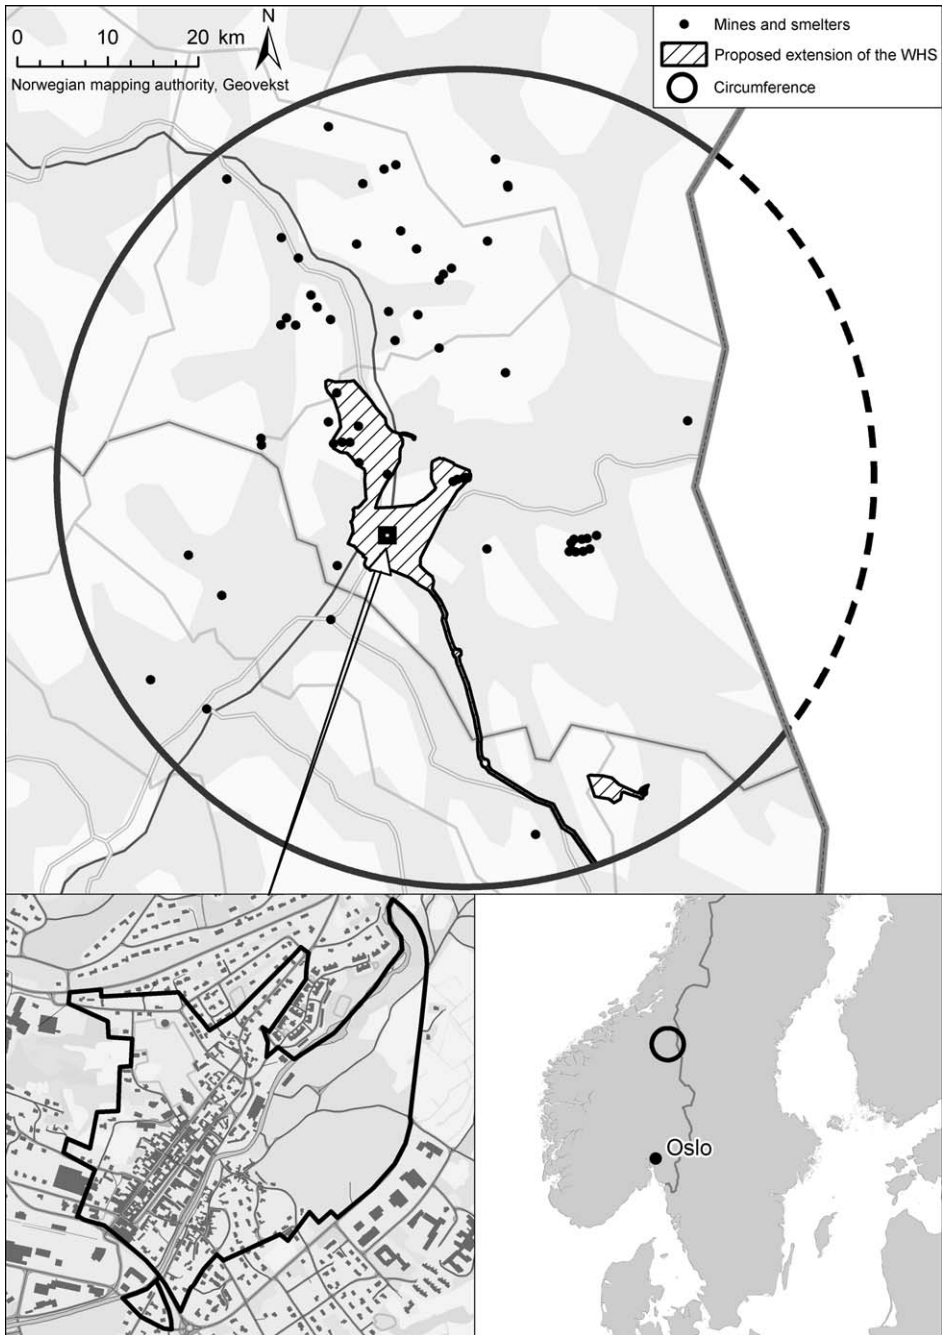 N
0 10 20 km
Norwegian mapping authority, Geovekst
Mines and smelters
Proposed extension of the WHS
Circumference
Oslo